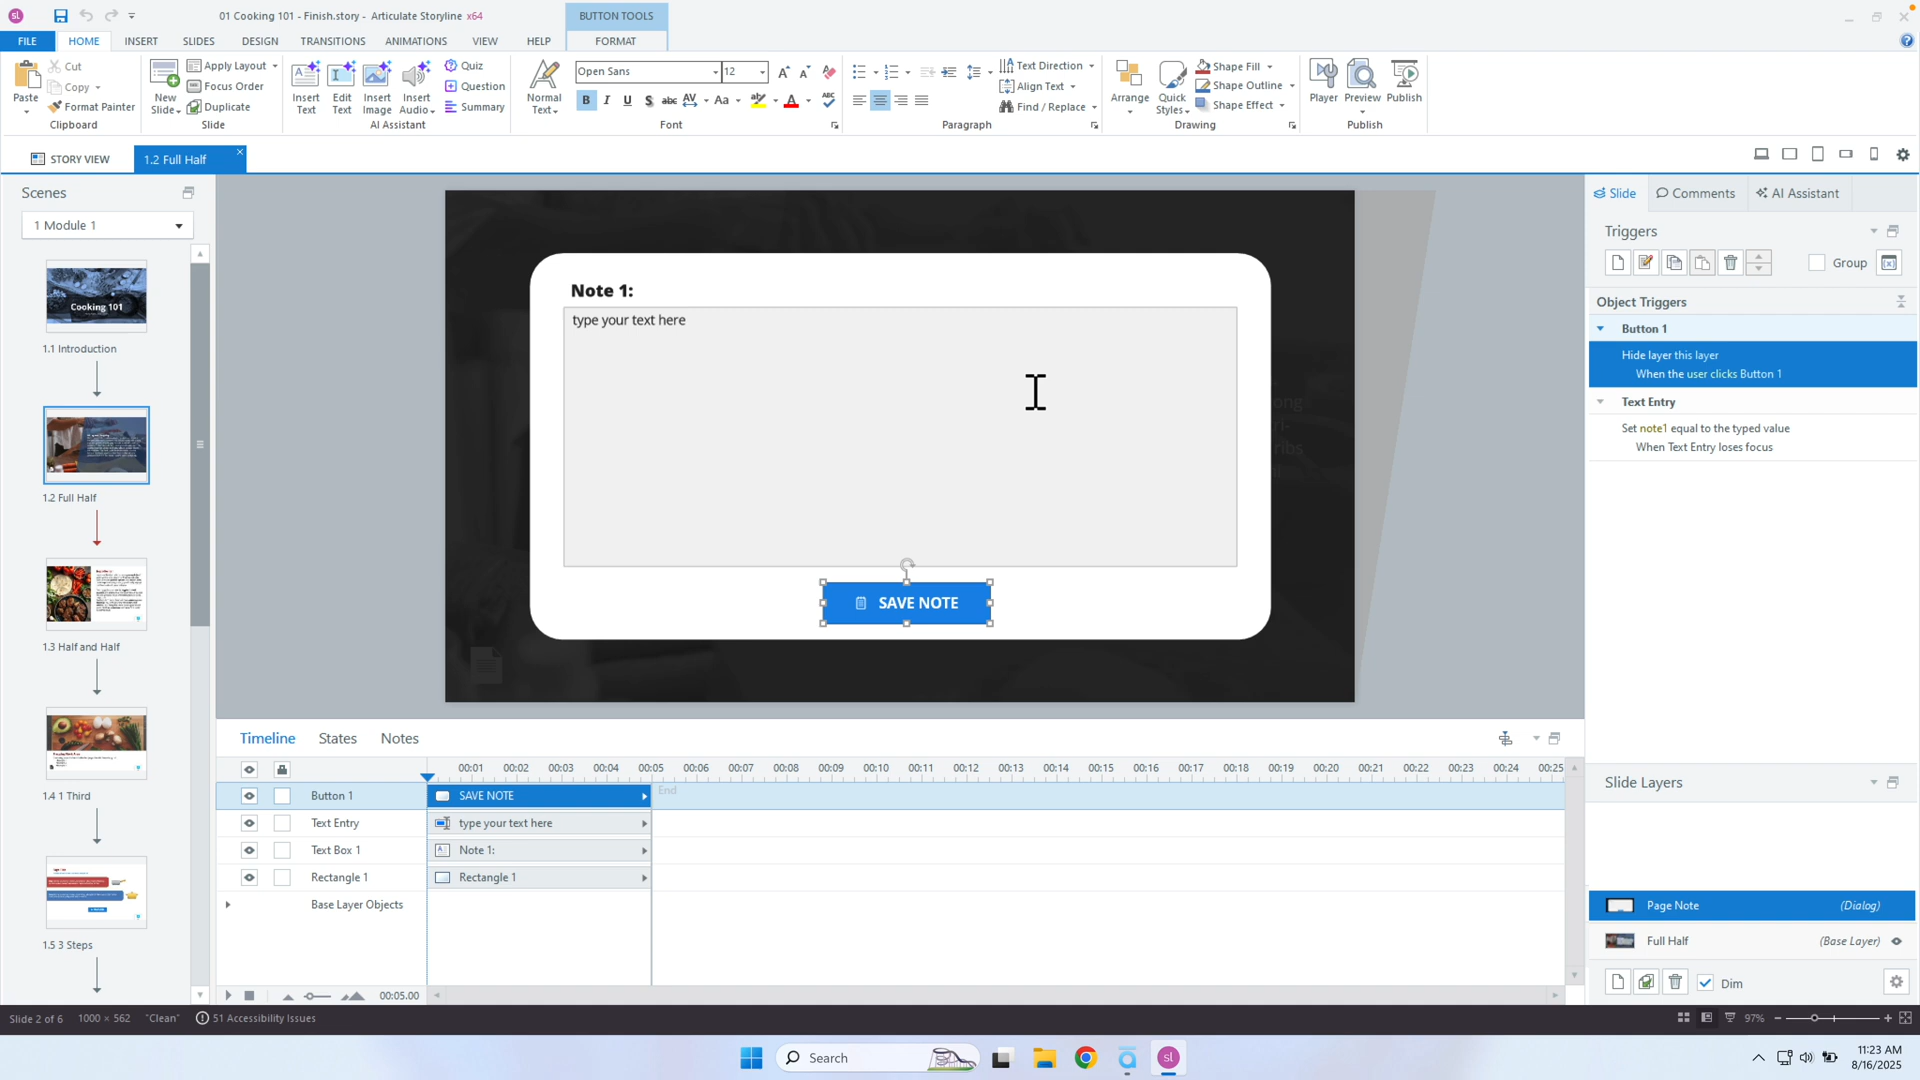 sl
01 Cooking 101 - Finish.story - Articulate Storyline x64
BUTTON TOOLS
FILE
HOME
INSERT
SLIDES
DESIGN
TRANSITIONS
ANIMATIONS
VIEW
HELP
FORMAT
Paste
Cut
Copy
Format Painter
Clipboard
New Slide
Apply Layout
Focus Order
Duplicate
Slide
Insert Text
Edit Text
Insert Image
Insert Audio
Quiz
Question
Summary
AI Assistant
Normal Text
Open Sans
12
B I U S abc AV Aa
Font
Text Direction
Align Text
Find / Replace
Paragraph
Arrange
Quick Styles
Shape Fill
Shape Outline
Shape Effect
Drawing
Player
Preview
Publish
Publish
STORY VIEW
1.2 Full Half
Scenes
1 Module 1
Cooking 101
1.1 Introduction
1.2 Full Half
1.3 Half and Half
1.4 1 Third
1.5 3 Steps
Note 1:
type your text here
SAVE NOTE
ong
ri-
ribs
Slide
Comments
AI Assistant
Triggers
Group
Object Triggers
Button 1
Hide layer this layer
When the user clicks Button 1
Text Entry
Set note1 equal to the typed value
When Text Entry loses focus
Timeline
States
Notes
00:01 00:02 00:03 00:04 00:05 00:06 00:07 00:08 00:09 00:10 00:11 00:12 00:13 00:14 00:15 00:16 00:17 00:18 00:19 00:20 00:21 00:22 00:23 00:24 00:25
Button 1
SAVE NOTE
End
Text Entry
type your text here
Text Box 1
Note 1:
Rectangle 1
Rectangle 1
Base Layer Objects
00:05.00
Slide Layers
Page Note
(Dialog)
Full Half
(Base Layer)
Dim
Slide 2 of 6
1000 × 562
"Clean"
51 Accessibility Issues
97%
Search
sl
11:23 AM
8/16/2025